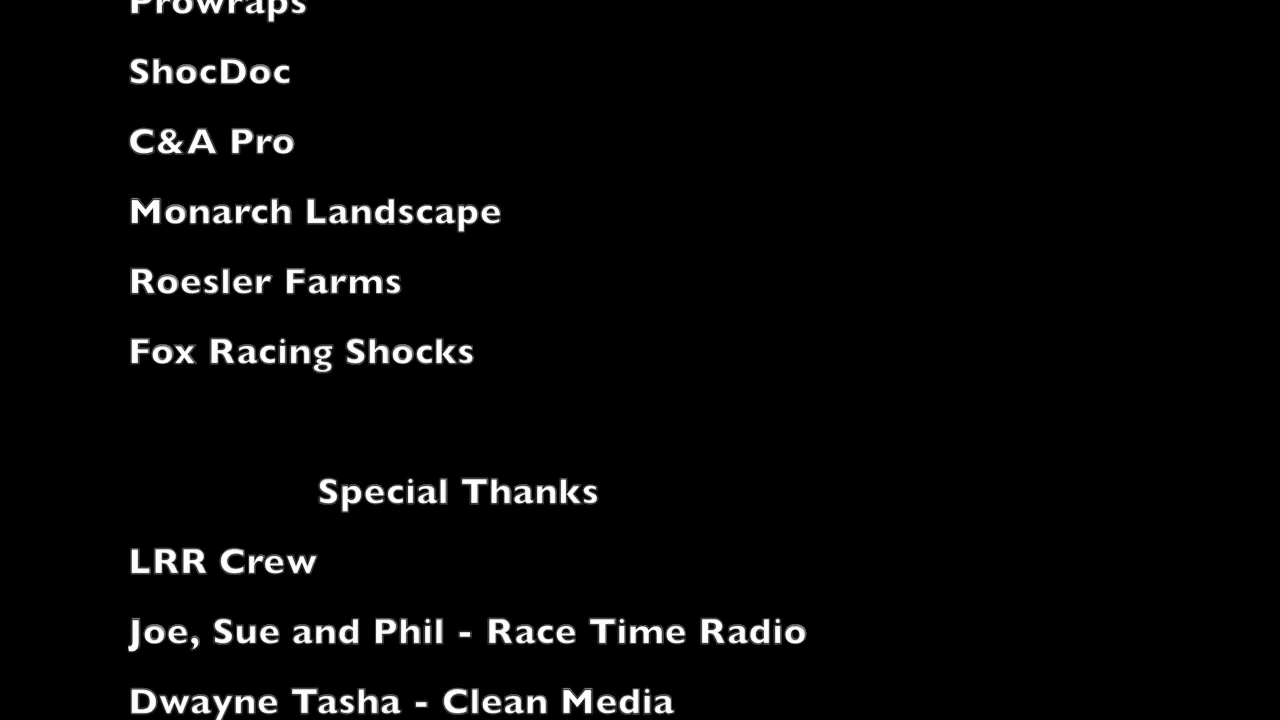 Prowraps
ShocDoc
C&A Pro
Monarch Landscape
Roesler Farms
Fox Racing Shocks
Special Thanks
LRR Crew
Joe, Sue and Phil - Race Time Radio
Dwayne Tasha - Clean Media